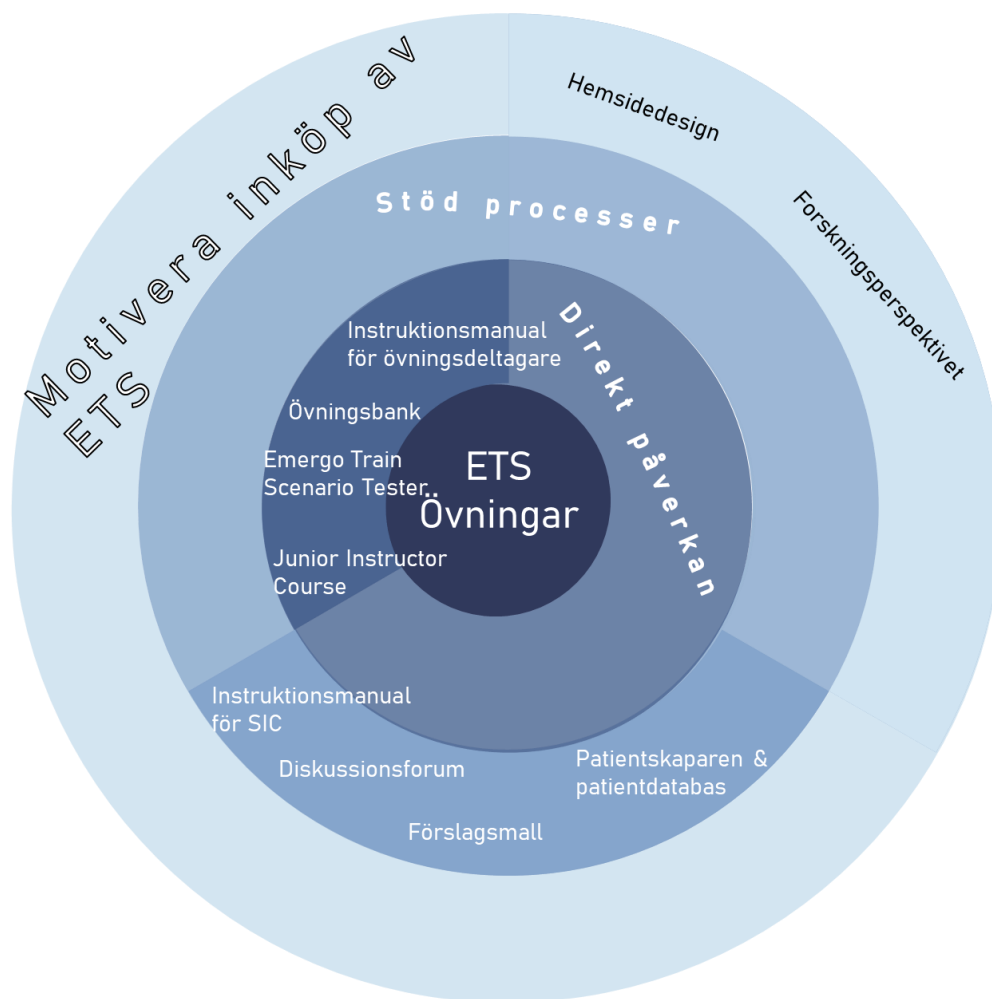 Motivera inköp av
ETS
Hemsidedesign
Forskningsperspektivet
Stöd processer
Direkt påverkan
Instruktionsmanual
för övningsdeltagare
Övningsbank
Emergo Train
Scenario Tester
Junior Instructor
Course
ETS
Övningar
Instruktionsmanual
för SIC
Diskussionsforum
Förslagsmall
Patientskaparen &
patientdatabas